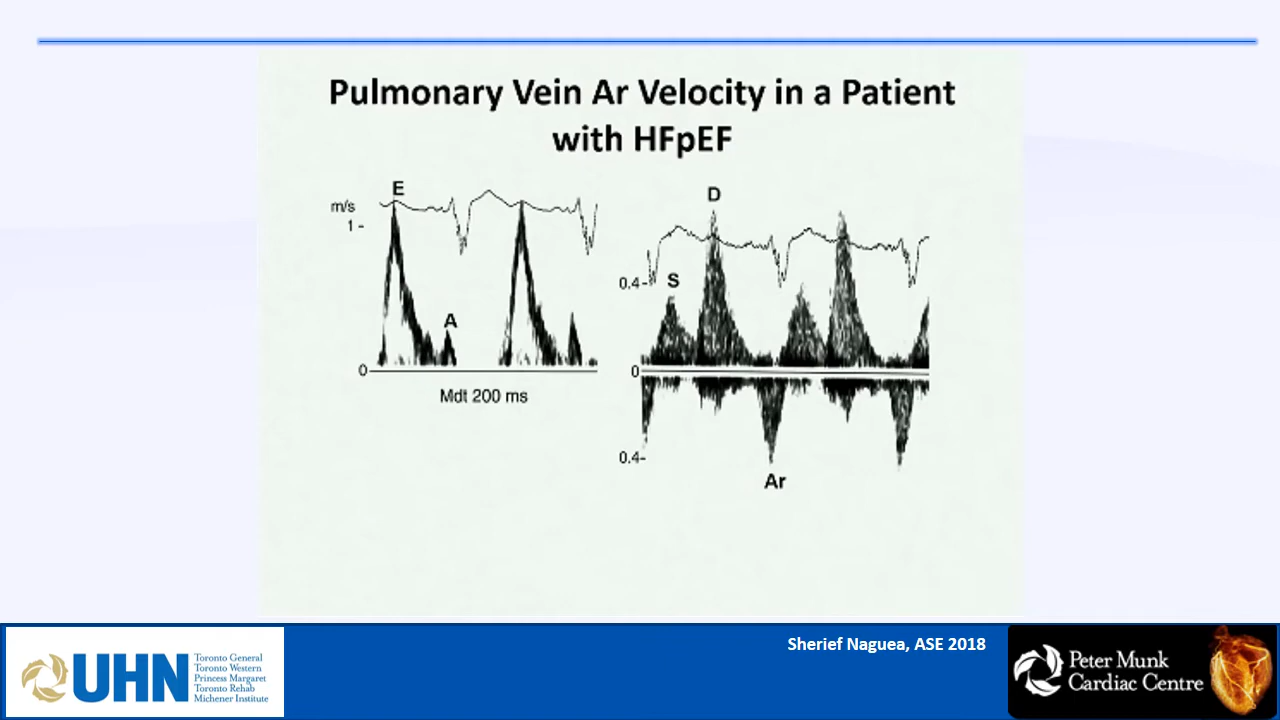 Pulmonary Vein Ar Velocity in a Patient
with HFpEF
E
m/s
1
A
0
Mdt 200 ms
D
0.4
S
0
0.4
Ar
Sherief Naguea, ASE 2018
UHN
Toronto General
Toronto Western
Princess Margaret
Toronto Rehab
Michener Institute
Peter Munk
Cardiac Centre